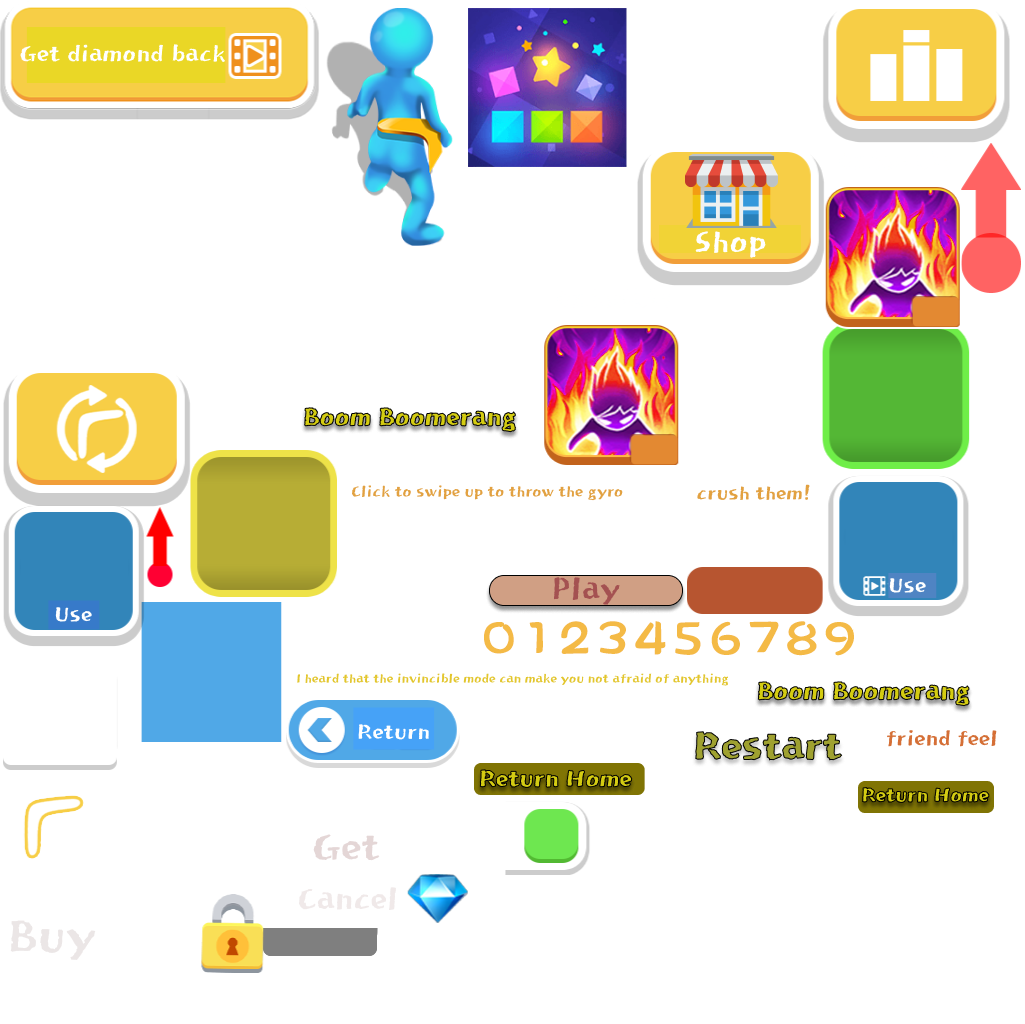 Get diamond back
Shop
Boom Boomerang
Click to swipe up to throw the gyro
crush them!
Play
Use
Use
0123456789
I heard that the invincible mode can make you not afraid of anything
Boom Boomerang
Return
Restart
friend feel
Return Home
Return Home
Get
Cancel
Buy